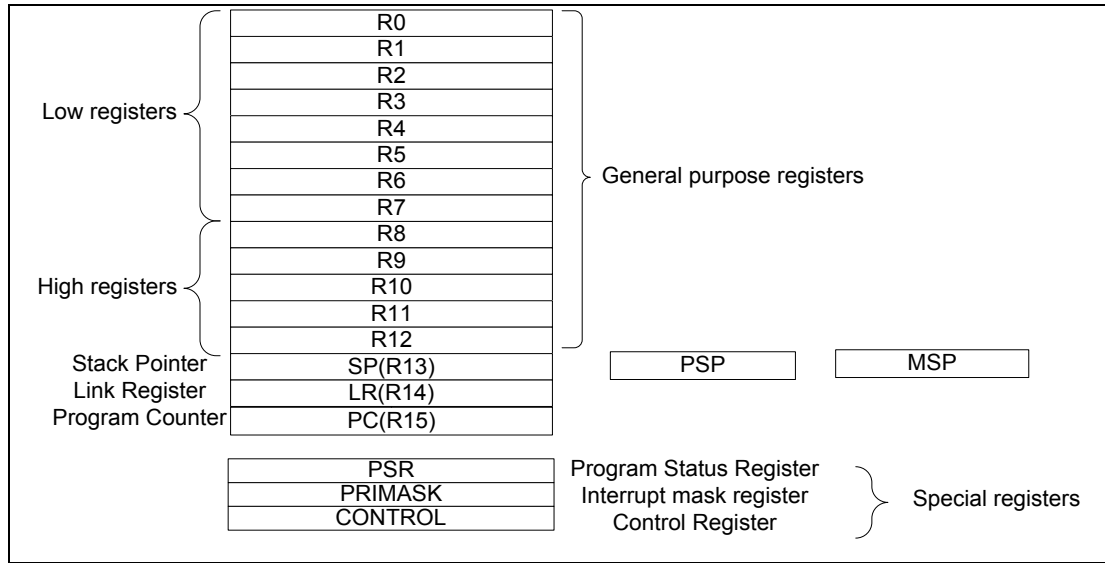 R0
R1
R2
R3
Low registers
R4
R5
General purpose registers
R6
R7
R8
R9
High registers
R10
R11
R12
Stack Pointer SP(R13) PSP MSP
Link Register LR(R14)
Program Counter PC(R15)
PSR Program Status Register
PRIMASK Interrupt mask register Special registers
CONTROL Control Register